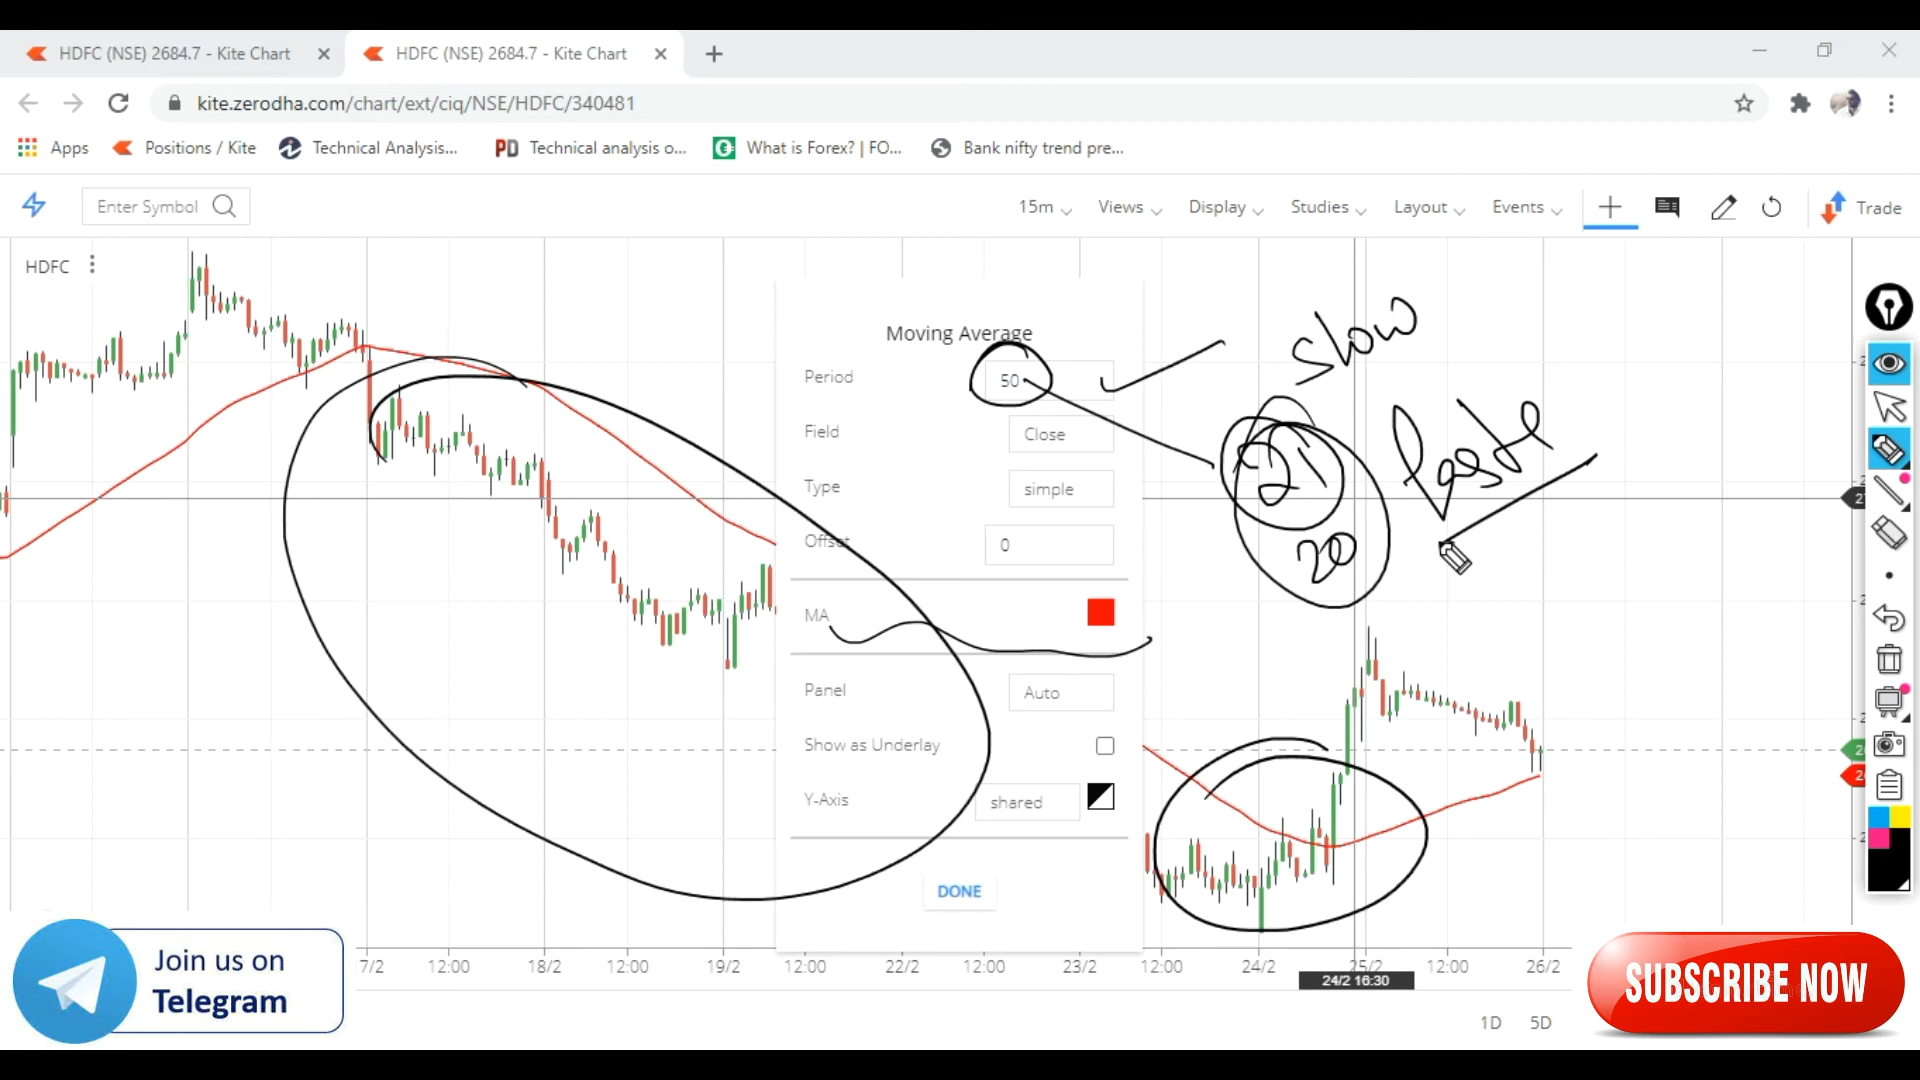 HDFC (NSE) 2684.7 - Kite Chart
HDFC (NSE) 2684.7 - Kite Chart
kite.zerodha.com/chart/ext/ciq/NSE/HDFC/340481
Apps
Positions / Kite
Technical Analysis...
PD
Technical analysis o...
What is Forex? | FO...
Bank nifty trend pre...
Enter Symbol
15m
Views
Display
Studies
Layout
Events
Trade
HDFC
Moving Average
Period
50
Field
Close
Type
simple
Offset
0
MA
Panel
Auto
Show as Underlay
Y-Axis
shared
DONE
Slow
21
20
7/2
12:00
18/2
12:00
19/2
12:00
22/2
12:00
23/2
12:00
24/2
25/2
12:00
26/2
24/2 16:30
1D
5D
Join us on
Telegram
SUBSCRIBE NOW